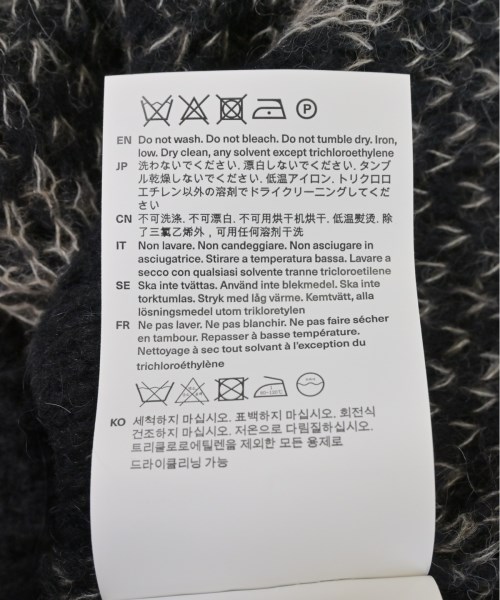 P
EN Do not wash. Do not bleach. Do not tumble dry. Iron,
low. Dry clean, any solvent except trichloroethylene
JP 洗わないでください. 漂白しないでください. タンブ
ル乾燥しないでください. 低温アイロン. トリクロロ
エチレン以外の溶剤でドライクリーニングしてくだ
さい
CN 不可洗涤. 不可漂白. 不可用烘干机烘干. 低温熨烫. 除
了三氯乙烯外，可用任何溶剂干洗
IT Non lavare. Non candeggiare. Non asciugare in
asciugatrice. Stirare a temperatura bassa. Lavare a
secco con qualsiasi solvente tranne tricloroetilene
SE Ska inte tvättas. Använd inte blekmedel. Ska inte
torktumlas. Stryk med låg värme. Kemtvätt, alla
lösningsmedel utom trikloretylen
FR Ne pas laver. Ne pas blanchir. Ne pas faire sécher
en tambour. Repasser à basse température.
Nettoyage à sec tout solvant à l'exception du
trichloroéthylène
KO 세척하지 마십시오. 표백하지 마십시오. 회전식
건조하지 마십시오. 저온으로 다림질하십시오.
트리클로로에틸렌을 제외한 모든 용제로
드라이클리닝 가능